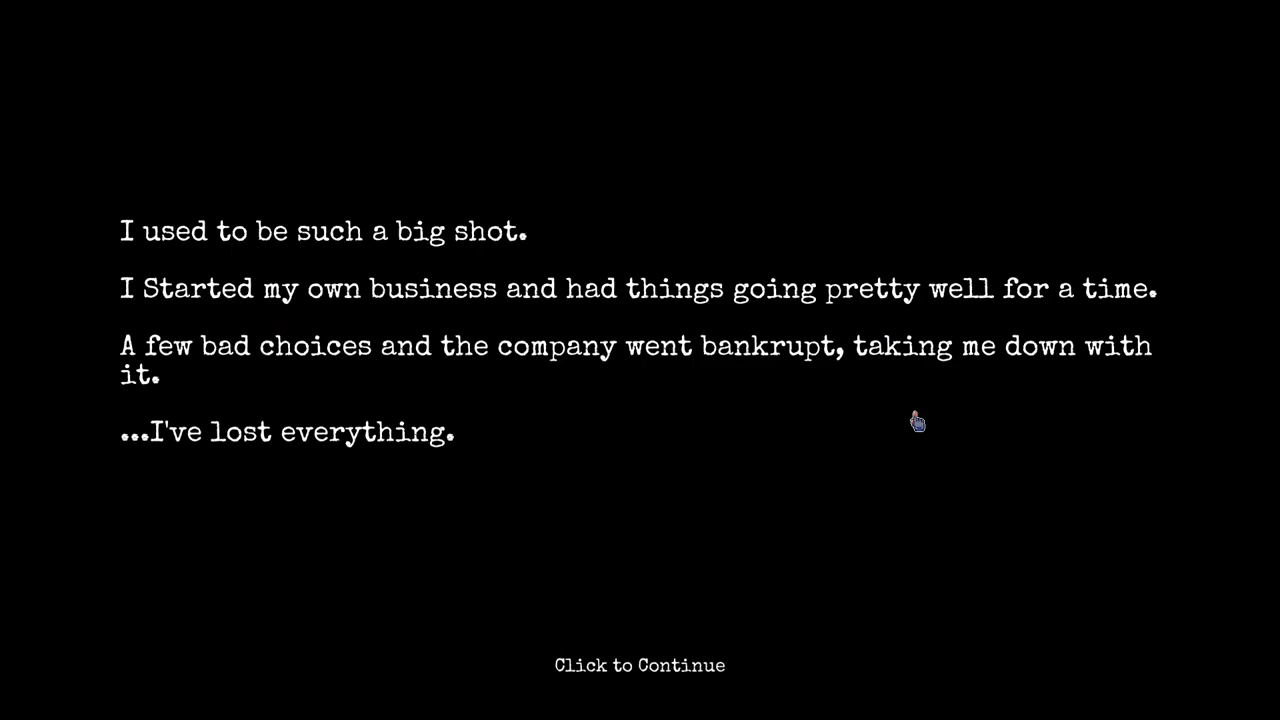 I used to be such a big shot.
I Started my own business and had things going pretty well for a time.
A few bad choices and the company went bankrupt, taking me down with
it.
...I've lost everything.
Click to Continue